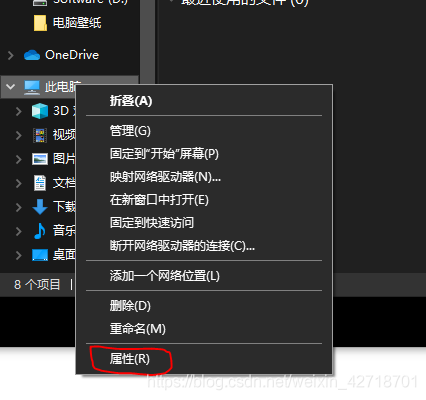 Software (D:)
最近使用的文件 (6)
电脑壁纸
OneDrive
此电脑
折叠(A)
3D 对
管理(G)
视频
固定到"开始"屏幕(P)
图片
映射网络驱动器(N)...
文档
在新窗口中打开(E)
下载
固定到快速访问
音乐
断开网络驱动器的连接(C)...
桌面
添加一个网络位置(L)
8 个项目
删除(D)
重命名(M)
属性(R)
https://blog.csdn.net/weixin_42718701